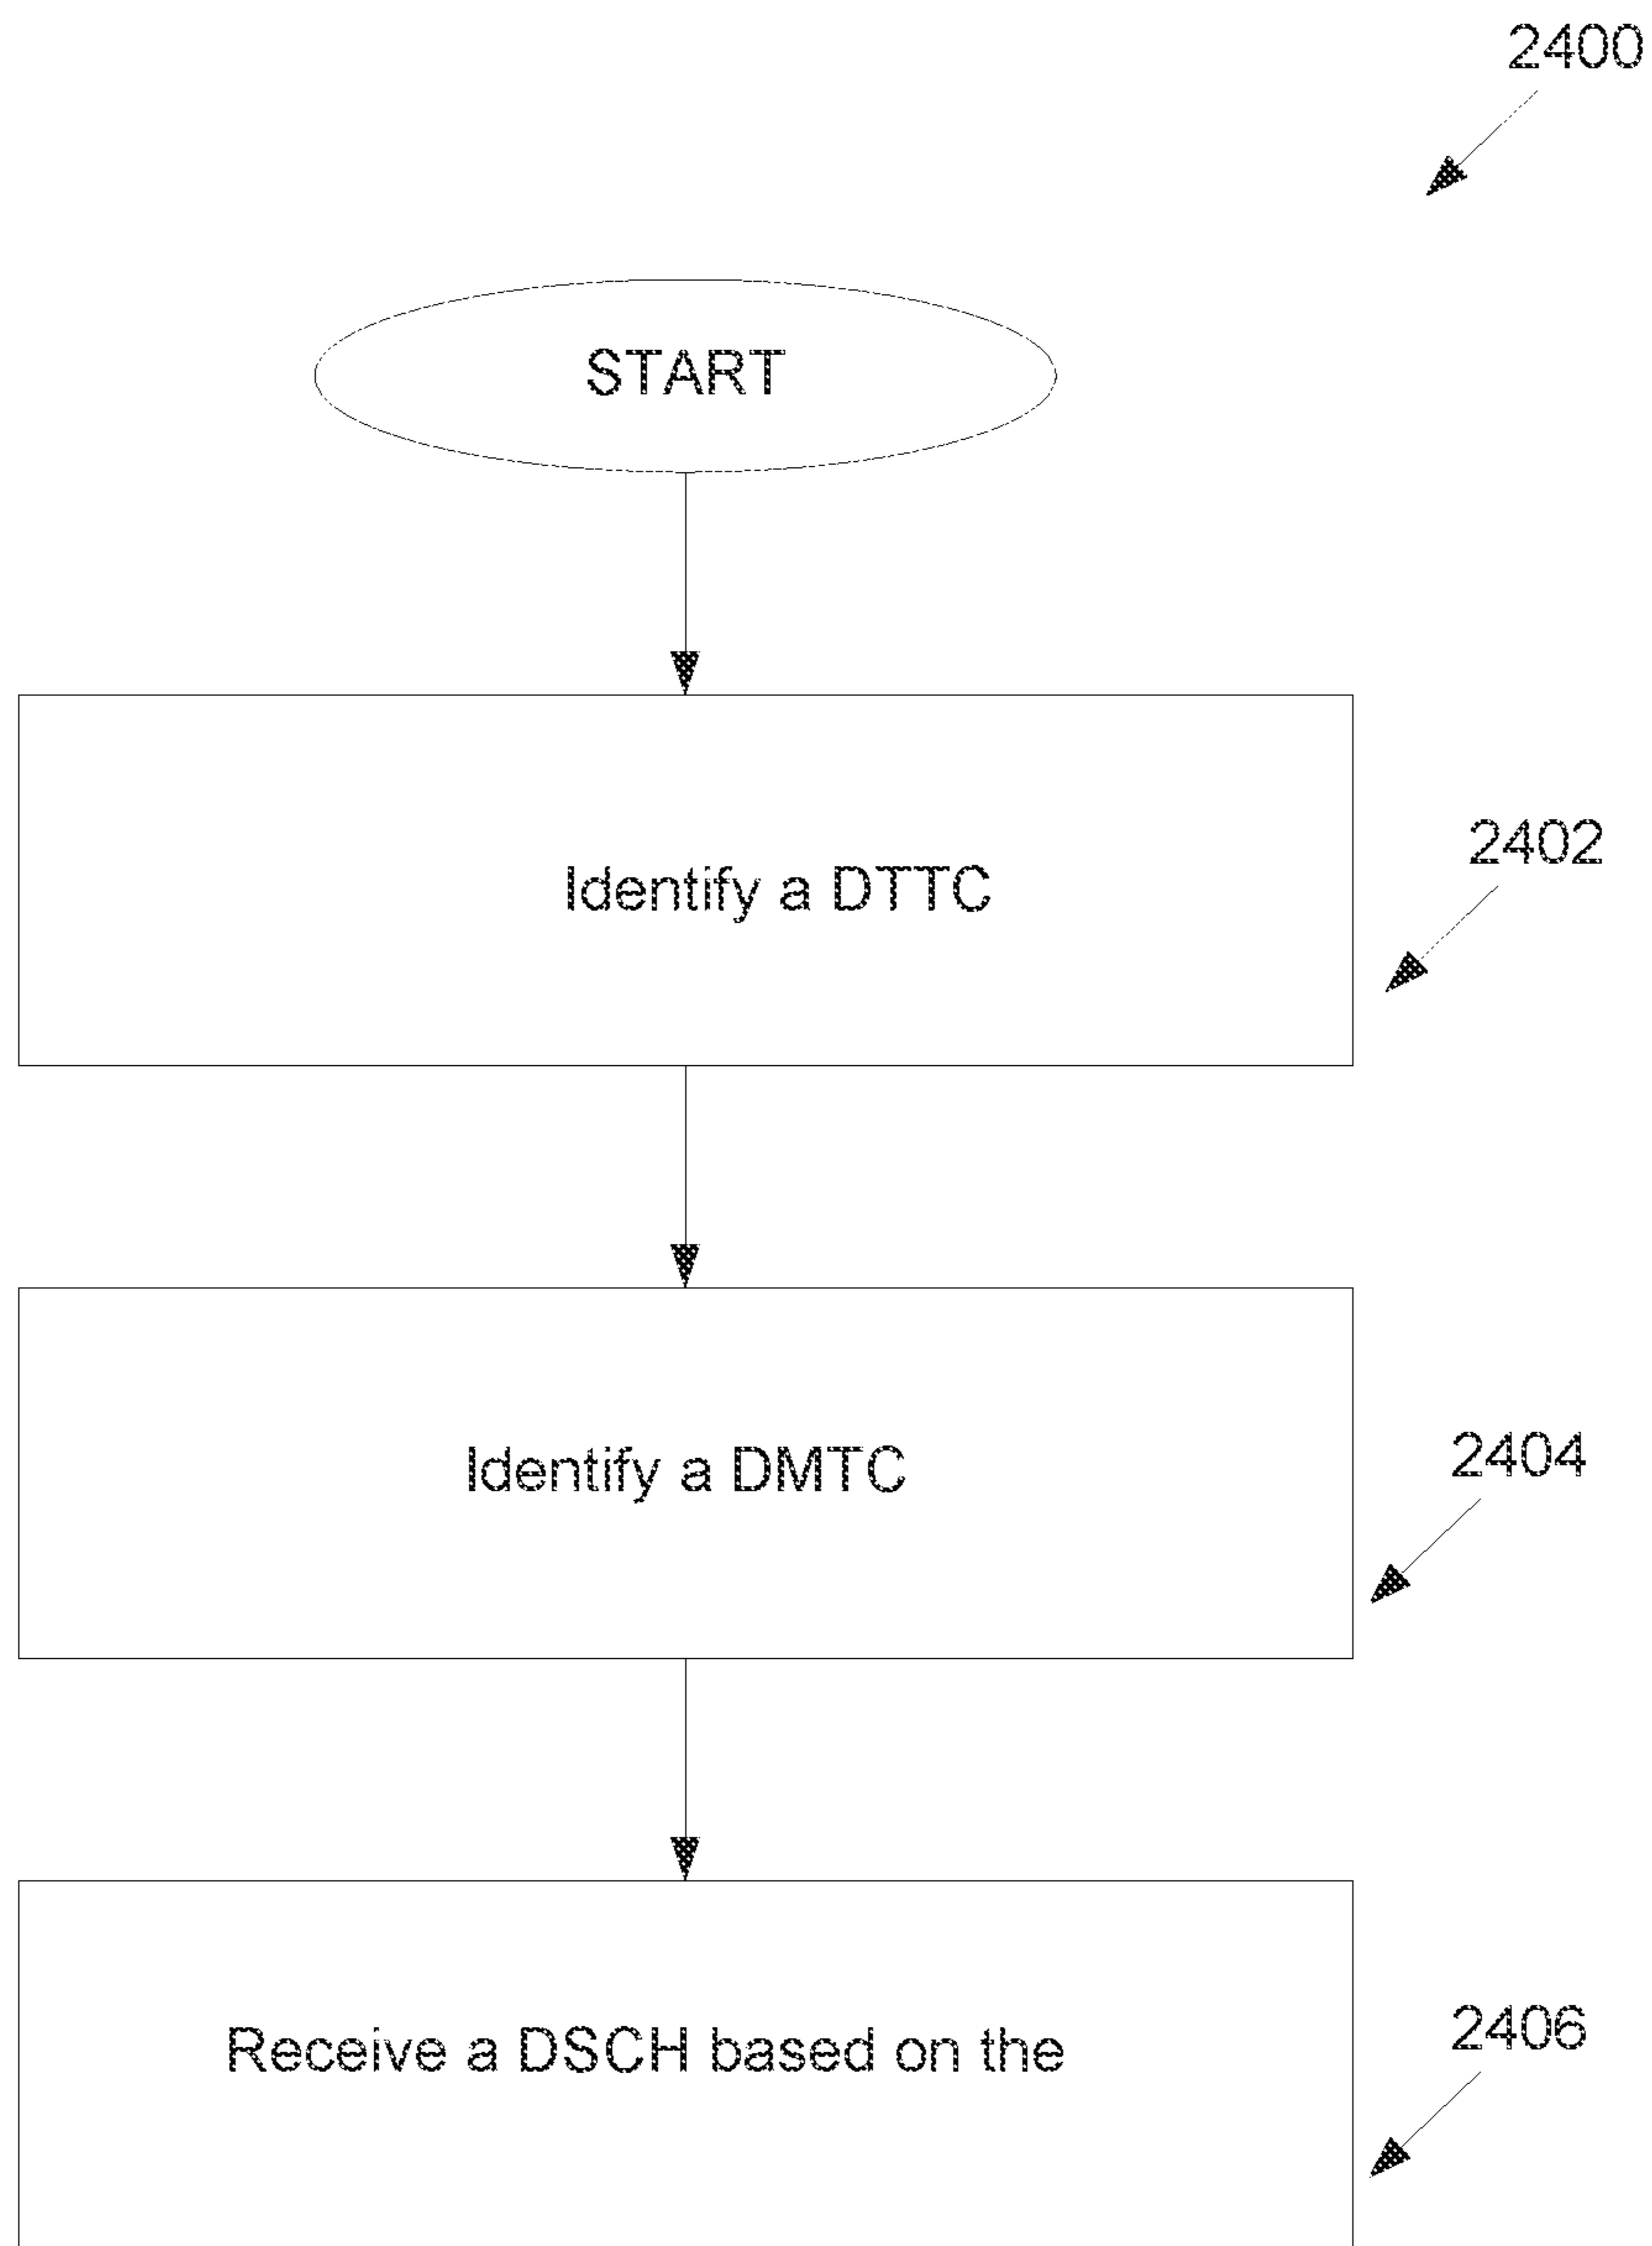 2400
START
Identify a DTTC
2402
Identify a DMTC
2404
Receive a DSCH based on the
2406